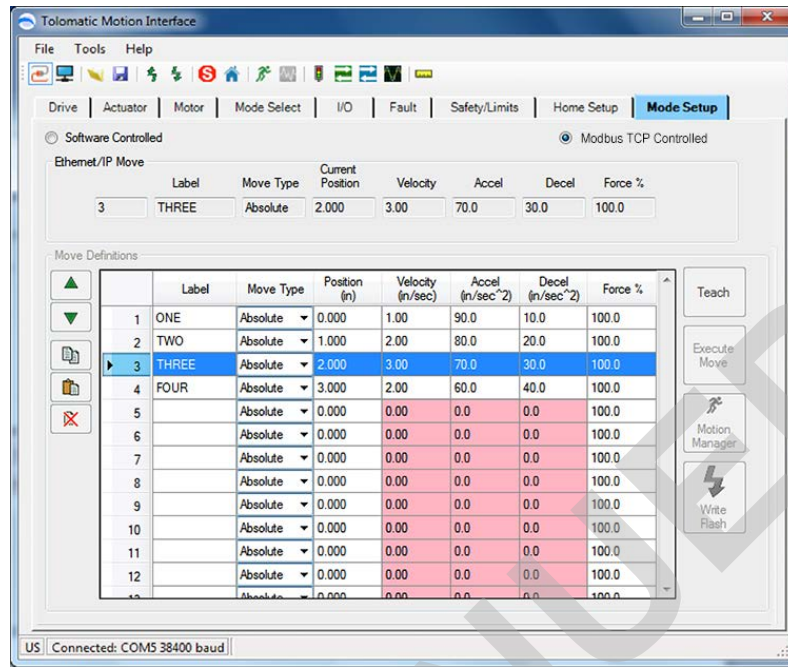 Tolomatic Motion Interface
File Tools Help
Drive Actuator Motor Mode Select I/O Fault Safety/Limits Home Setup Mode Setup
Software Controlled Modbus TCP Controlled
Ethernet/IP Move
Label Move Type Current Position Velocity Accel Decel Force %
3 THREE Absolute 2.000 3.00 70.0 30.0 100.0
Move Definitions
Label Move Type Position (in) Velocity (in/sec) Accel (in/sec^2) Decel (in/sec^2) Force %
1 ONE Absolute 0.000 1.00 90.0 10.0 100.0
2 TWO Absolute 1.000 2.00 80.0 20.0 100.0
3 THREE Absolute 2.000 3.00 70.0 30.0 100.0
4 FOUR Absolute 3.000 2.00 60.0 40.0 100.0
5 Absolute 0.000 0.00 0.0 0.0 100.0
6 Absolute 0.000 0.00 0.0 0.0 100.0
7 Absolute 0.000 0.00 0.0 0.0 100.0
8 Absolute 0.000 0.00 0.0 0.0 100.0
9 Absolute 0.000 0.00 0.0 0.0 100.0
10 Absolute 0.000 0.00 0.0 0.0 100.0
11 Absolute 0.000 0.00 0.0 0.0 100.0
12 Absolute 0.000 0.00 0.0 0.0 100.0
Teach
Execute Move
Motion Manager
Write Flash
US Connected: COM5 38400 baud